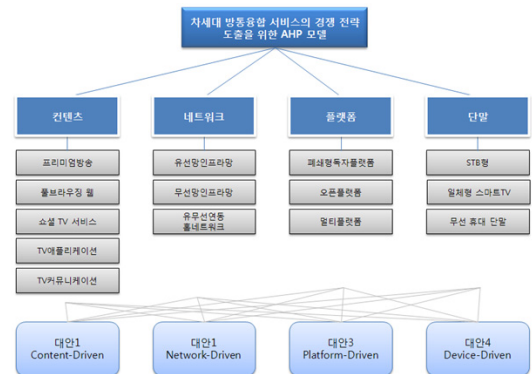 차세대 방통융합 서비스의 경쟁 전략
도출을 위한 AHP 모델
컨텐츠
네트워크
플랫폼
단말
프리미엄방송
풀브라우징 웹
쇼셜 TV 서비스
TV애플리케이션
TV커뮤니케이션
유선망인프라망
무선망인프라망
유무선연동
홈네트워크
폐쇄형독자플랫폼
오픈플랫폼
멀티플랫폼
STB형
일체형 스마트TV
무선 휴대 단말
대안1
Content-Driven
대안1
Network-Driven
대안3
Platform-Driven
대안4
Device-Driven